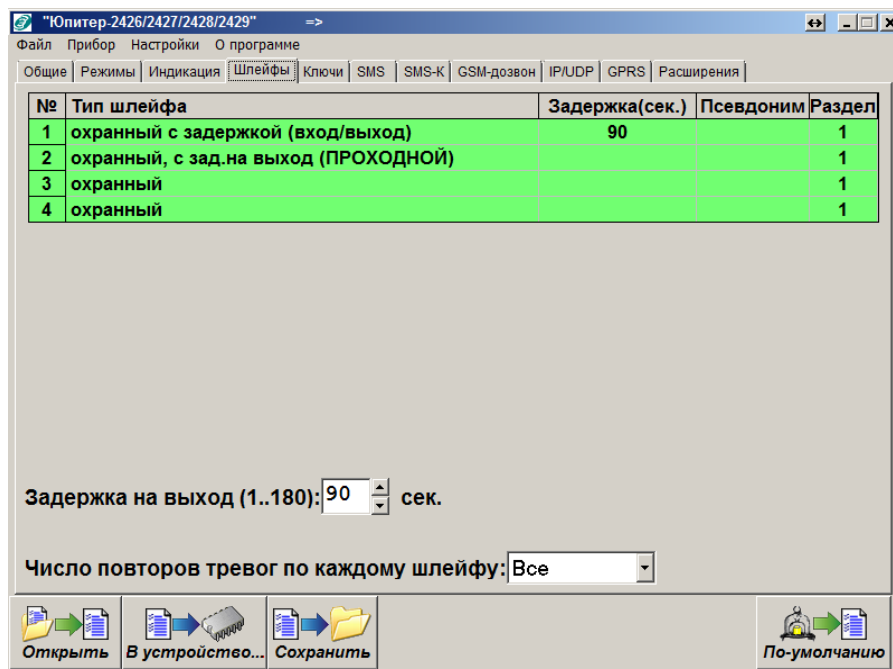 "Юпитер-2426/2427/2428/2429" =>
Файл Прибор Настройки О программе
Общие Режимы Индикация Шлейфы Ключи SMS SMS-К GSM-дозвон IP/UDP GPRS Расширения
№ Тип шлейфа Задержка(сек.) Псевдоним Раздел
1 охранный с задержкой (вход/выход) 90 1
2 охранный, с зад.на выход (ПРОХОДНОЙ) 1
3 охранный 1
4 охранный 1
Задержка на выход (1..180): 90 сек.
Число повторов тревог по каждому шлейфу: Все
Открыть В устройство... Сохранить По-умолчанию